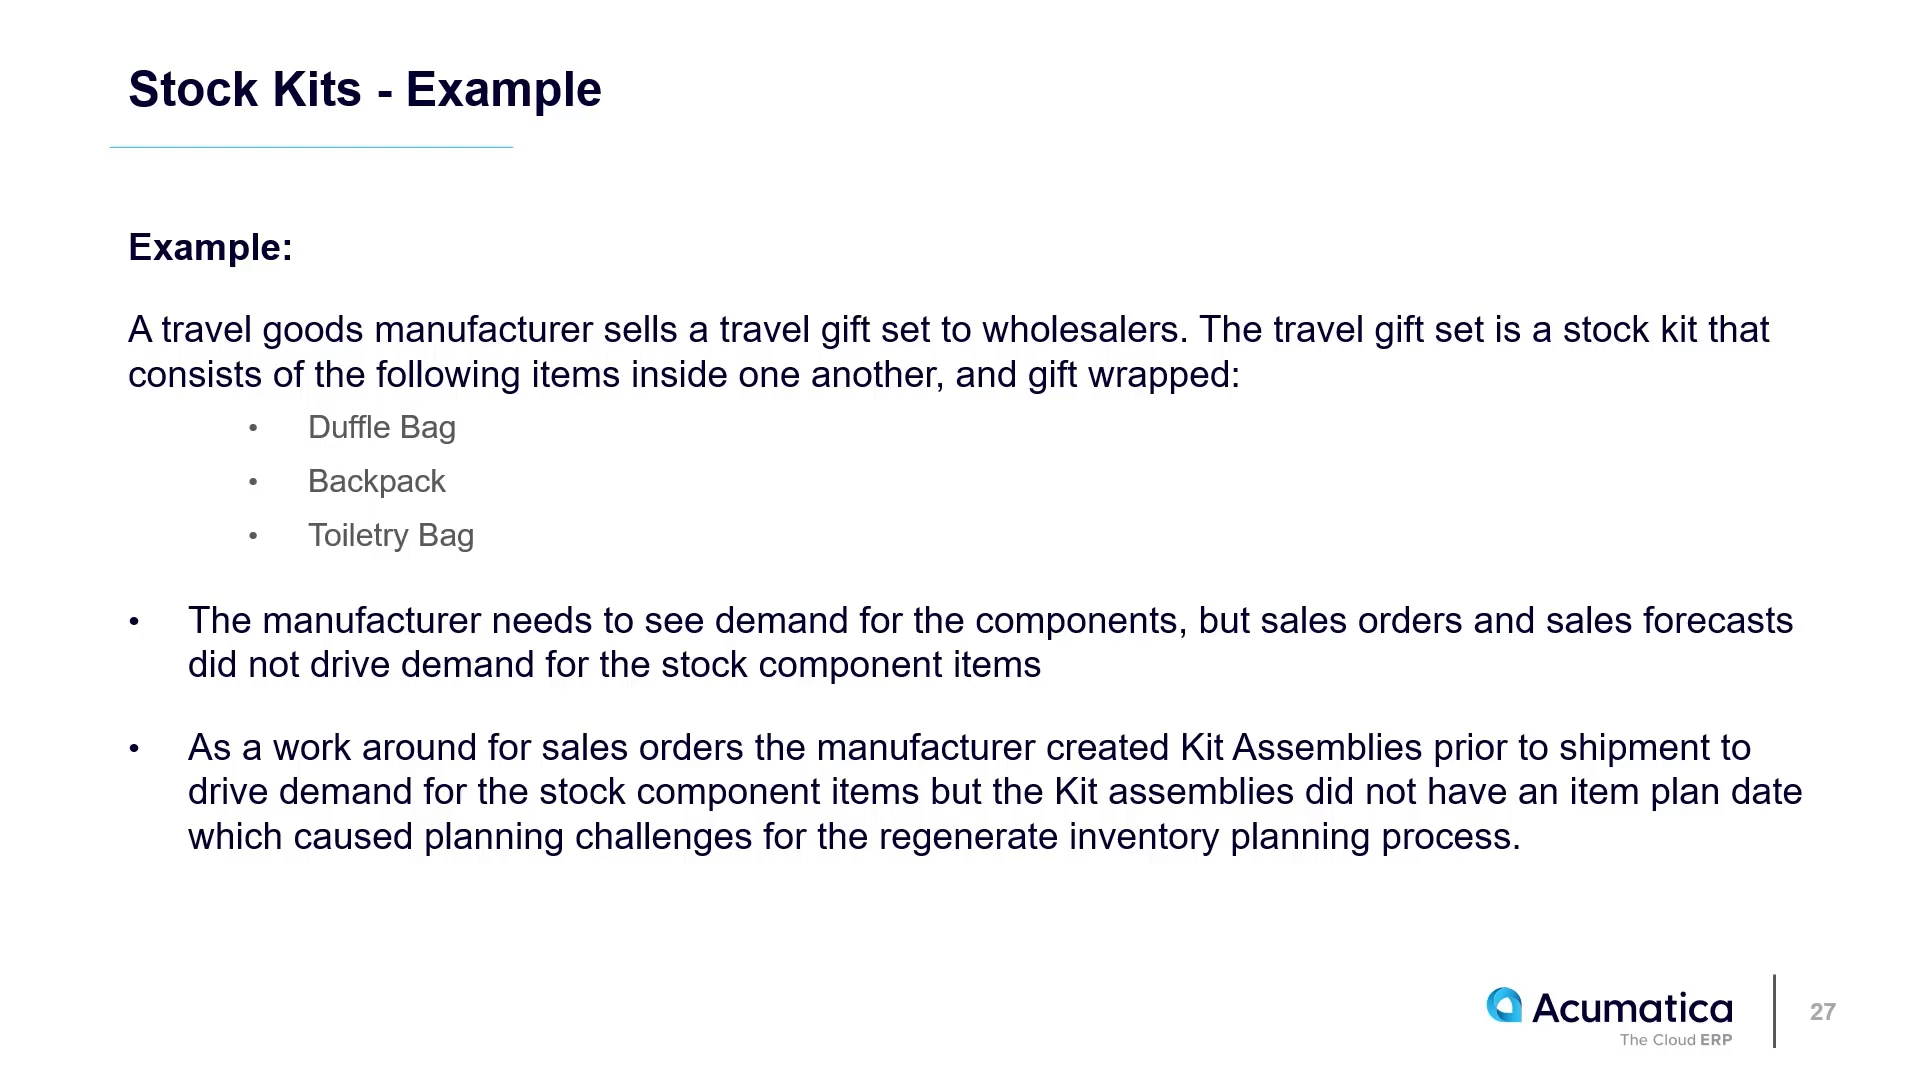 Stock Kits - Example
Example:
A travel goods manufacturer sells a travel gift set to wholesalers. The travel gift set is a stock kit that
consists of the following items inside one another, and gift wrapped:
• Duffle Bag
• Backpack
• Toiletry Bag
• The manufacturer needs to see demand for the components, but sales orders and sales forecasts
did not drive demand for the stock component items
• As a work around for sales orders the manufacturer created Kit Assemblies prior to shipment to
drive demand for the stock component items but the Kit assemblies did not have an item plan date
which caused planning challenges for the regenerate inventory planning process.
Acumatica
The Cloud ERP
27